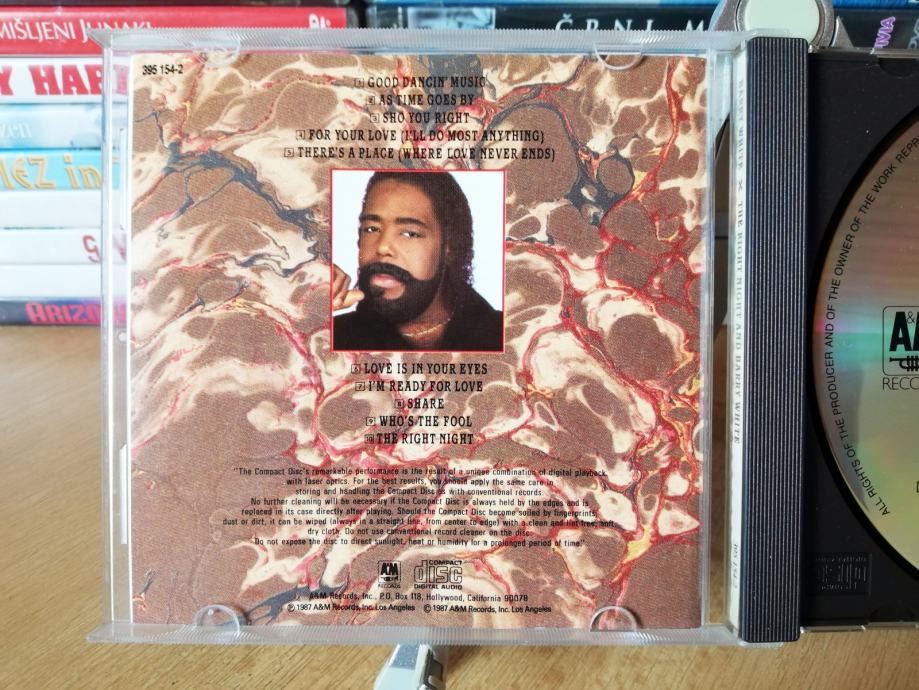 MIŠLJENI JUNAKI
ČRNI M
395 154-2
1 GOOD DANCIN' MUSIC
2 AS TIME GOES BY
3 SHO YOU RIGHT
4 FOR YOUR LOVE (I'LL DO MOST ANYTHING)
5 THERE'S A PLACE (WHERE LOVE NEVER ENDS)
6 LOVE IS IN YOUR EYES
7 I'M READY FOR LOVE
8 SHARE
9 WHO'S THE FOOL
10 THE RIGHT NIGHT
"The Compact Disc's remarkable performance is the result of a unique combination of digital playback
with laser optics. For the best results, you should apply the same care in
storing and handling the Compact Disc as with conventional records.
No further cleaning will be necessary if the Compact Disc is always held by the edges and is
replaced in its case directly after playing. Should the Compact Disc become soiled by fingerprints,
dust or dirt, it can be wiped (always in a straight line, from center to edge) with a clean and lint free, soft,
dry cloth. Do not use conventional record cleaner on the disc.
Do not expose the disc to direct sunlight, heat or humidity for a prolonged period of time."
A&M RECORDS
COMPACT disc DIGITAL AUDIO
A&M Records, Inc., P.O. Box 118, Hollywood, California 90078
℗ 1987 A&M Records, Inc. Los Angeles © 1987 A&M Records, Inc. Los Angeles
BARRY WHITE THE RIGHT NIGHT AND BARRY WHITE
ALL RIGHTS OF THE PRODUCER AND OF THE OWNER OF THE WORK REPR
A&
RECO